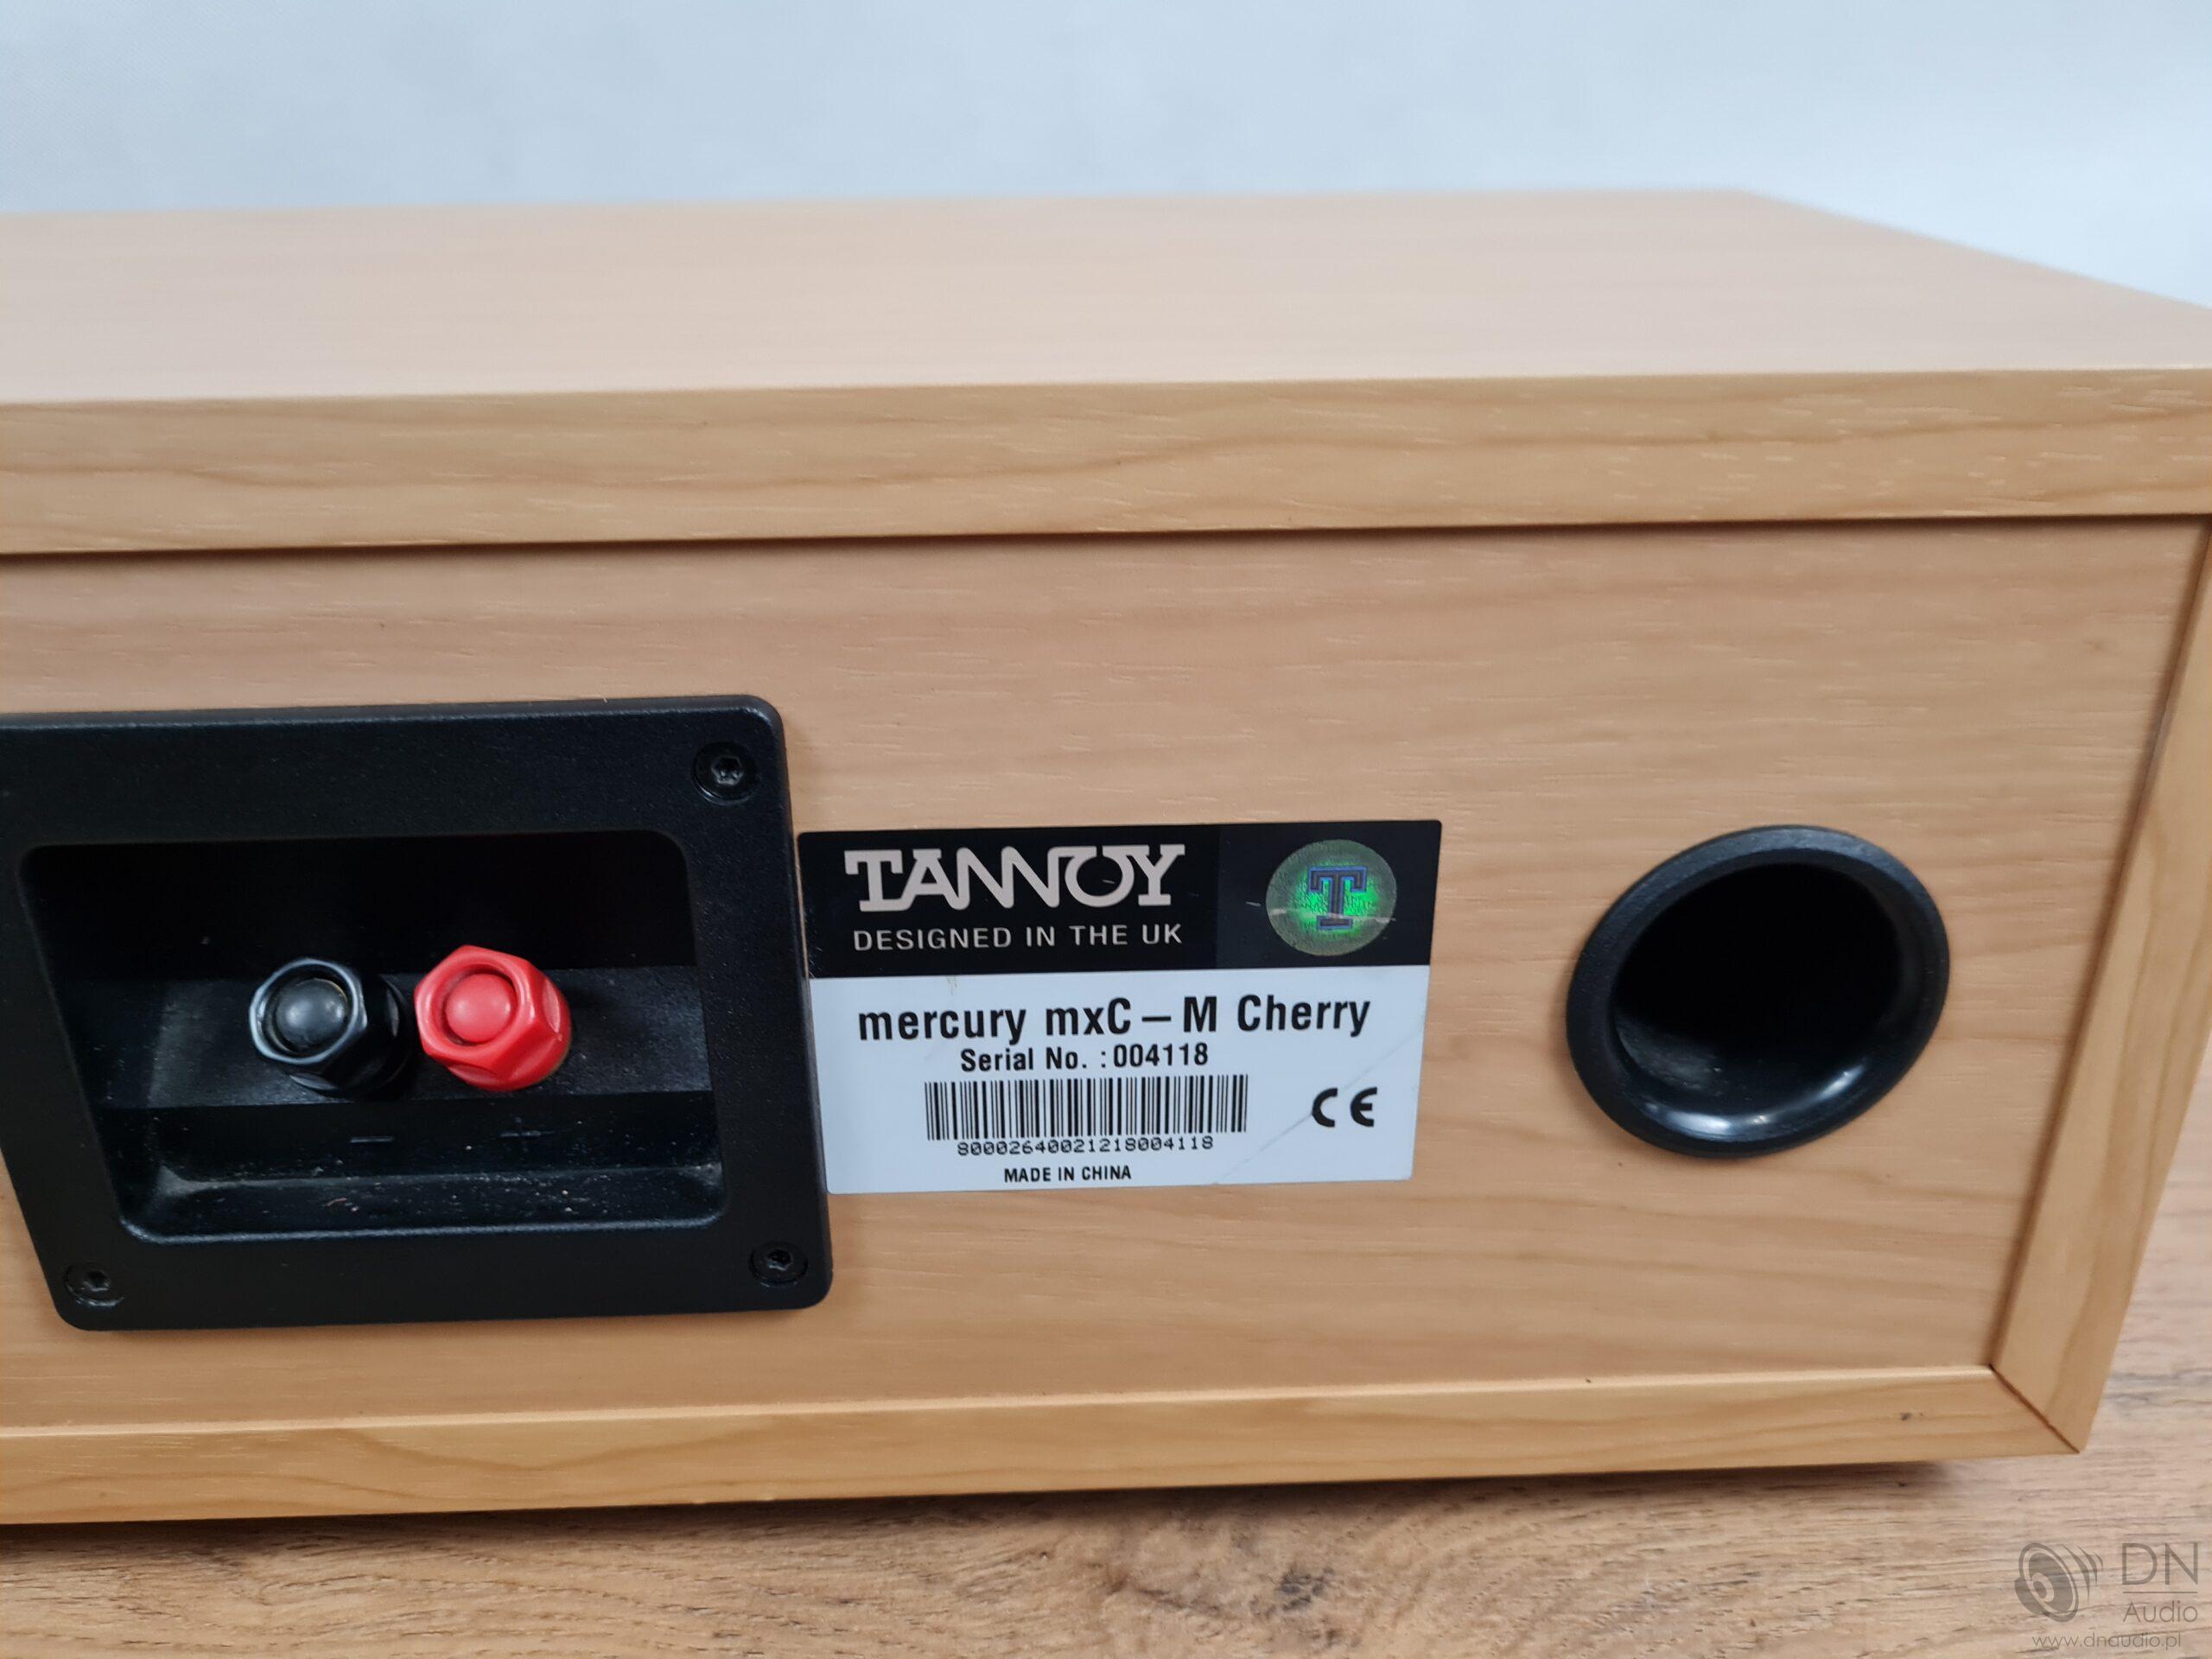 TANNOY
DESIGNED IN THE UK
T
mercury mxC – M Cherry
Serial No. : 004118
80002640021218004118
CE
MADE IN CHINA
– +
DN
Audio
www.dnaudio.pl